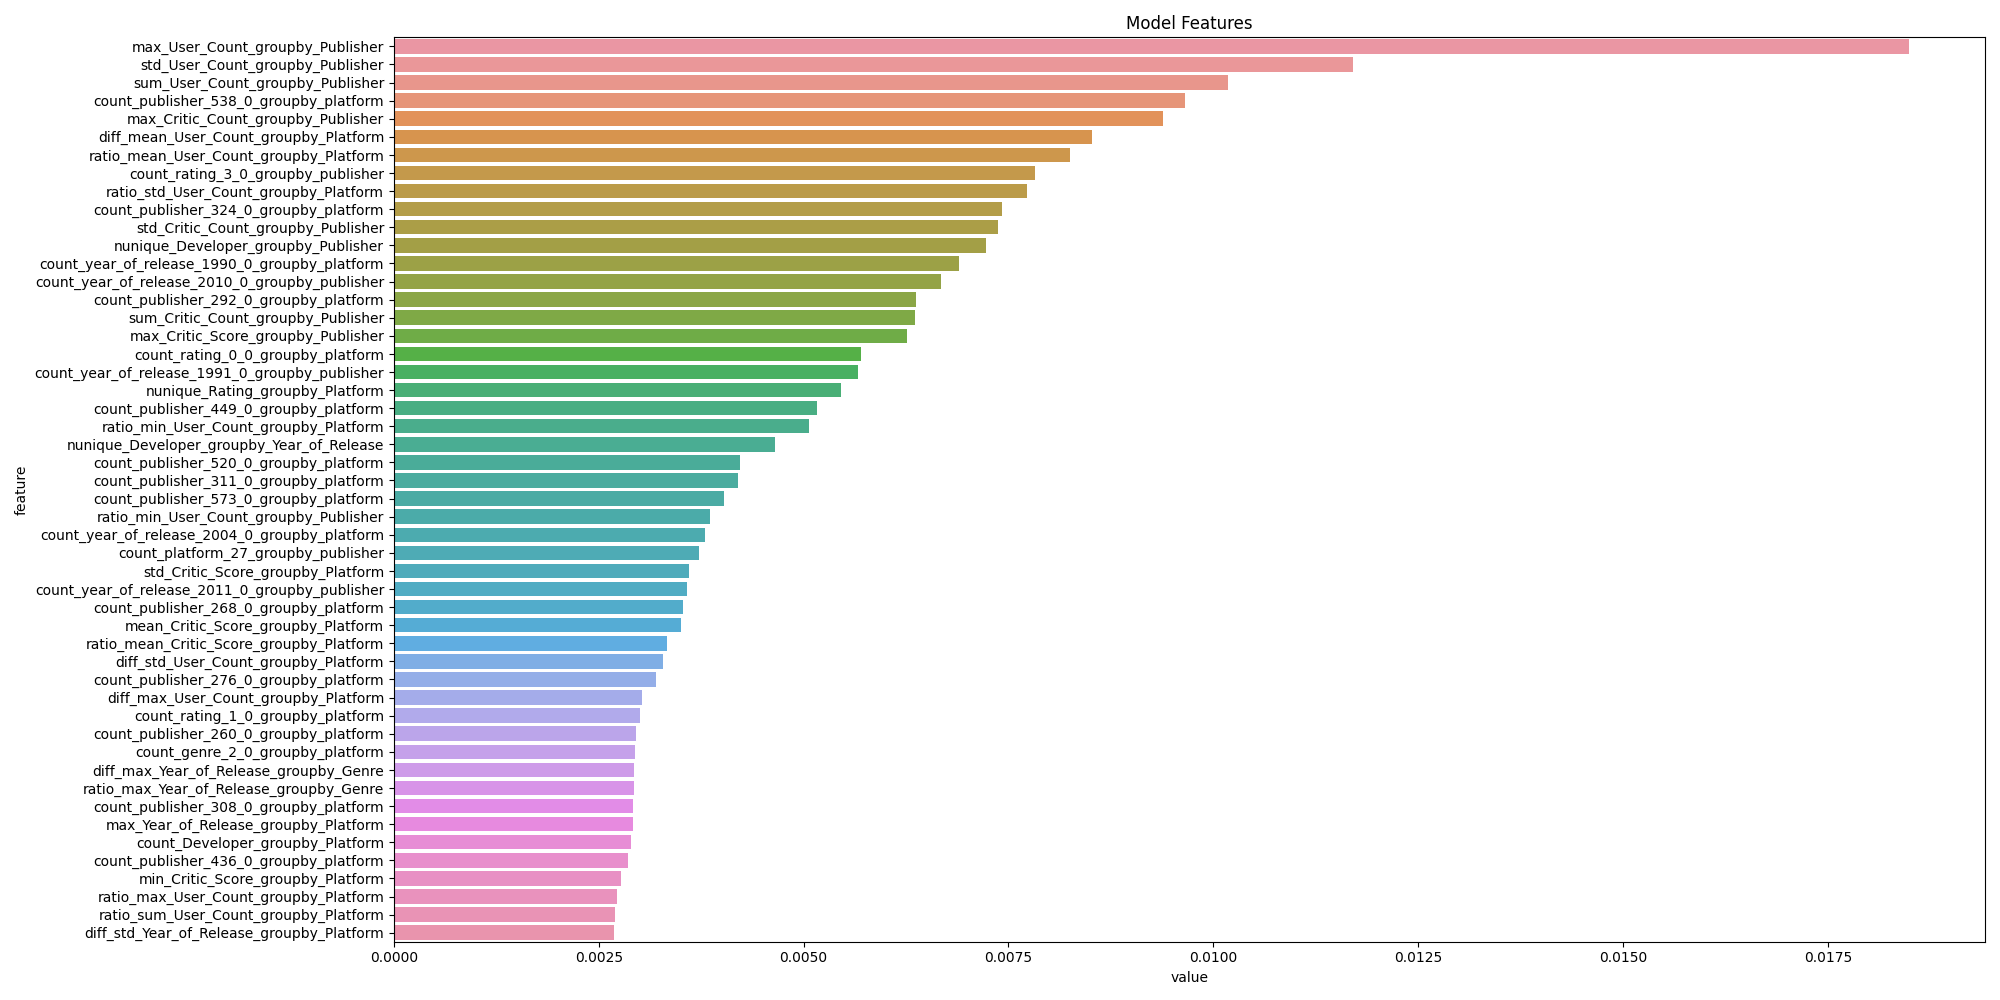 Model Features
max_User_Count_groupby_Publisher
std_User_Count_groupby_Publisher
sum_User_Count_groupby_Publisher
count_publisher_538_0_groupby_platform
max_Critic_Count_groupby_Publisher
diff_mean_User_Count_groupby_Platform
ratio_mean_User_Count_groupby_Platform
count_rating_3_0_groupby_publisher
ratio_std_User_Count_groupby_Platform
count_publisher_324_0_groupby_platform
std_Critic_Count_groupby_Publisher
nunique_Developer_groupby_Publisher
count_year_of_release_1990_0_groupby_platform
count_year_of_release_2010_0_groupby_publisher
count_publisher_292_0_groupby_platform
sum_Critic_Count_groupby_Publisher
max_Critic_Score_groupby_Publisher
count_rating_0_0_groupby_platform
count_year_of_release_1991_0_groupby_publisher
nunique_Rating_groupby_Platform
count_publisher_449_0_groupby_platform
ratio_min_User_Count_groupby_Platform
nunique_Developer_groupby_Year_of_Release
count_publisher_520_0_groupby_platform
count_publisher_311_0_groupby_platform
count_publisher_573_0_groupby_platform
ratio_min_User_Count_groupby_Publisher
count_year_of_release_2004_0_groupby_platform
count_platform_27_groupby_publisher
std_Critic_Score_groupby_Platform
count_year_of_release_2011_0_groupby_publisher
count_publisher_268_0_groupby_platform
mean_Critic_Score_groupby_Platform
ratio_mean_Critic_Score_groupby_Platform
diff_std_User_Count_groupby_Platform
count_publisher_276_0_groupby_platform
diff_max_User_Count_groupby_Platform
count_rating_1_0_groupby_platform
count_publisher_260_0_groupby_platform
count_genre_2_0_groupby_platform
diff_max_Year_of_Release_groupby_Genre
ratio_max_Year_of_Release_groupby_Genre
count_publisher_308_0_groupby_platform
max_Year_of_Release_groupby_Platform
count_Developer_groupby_Platform
count_publisher_436_0_groupby_platform
min_Critic_Score_groupby_Platform
ratio_max_User_Count_groupby_Platform
ratio_sum_User_Count_groupby_Platform
diff_std_Year_of_Release_groupby_Platform
feature
0.0000 0.0025 0.0050 0.0075 0.0100 0.0125 0.0150 0.0175
value